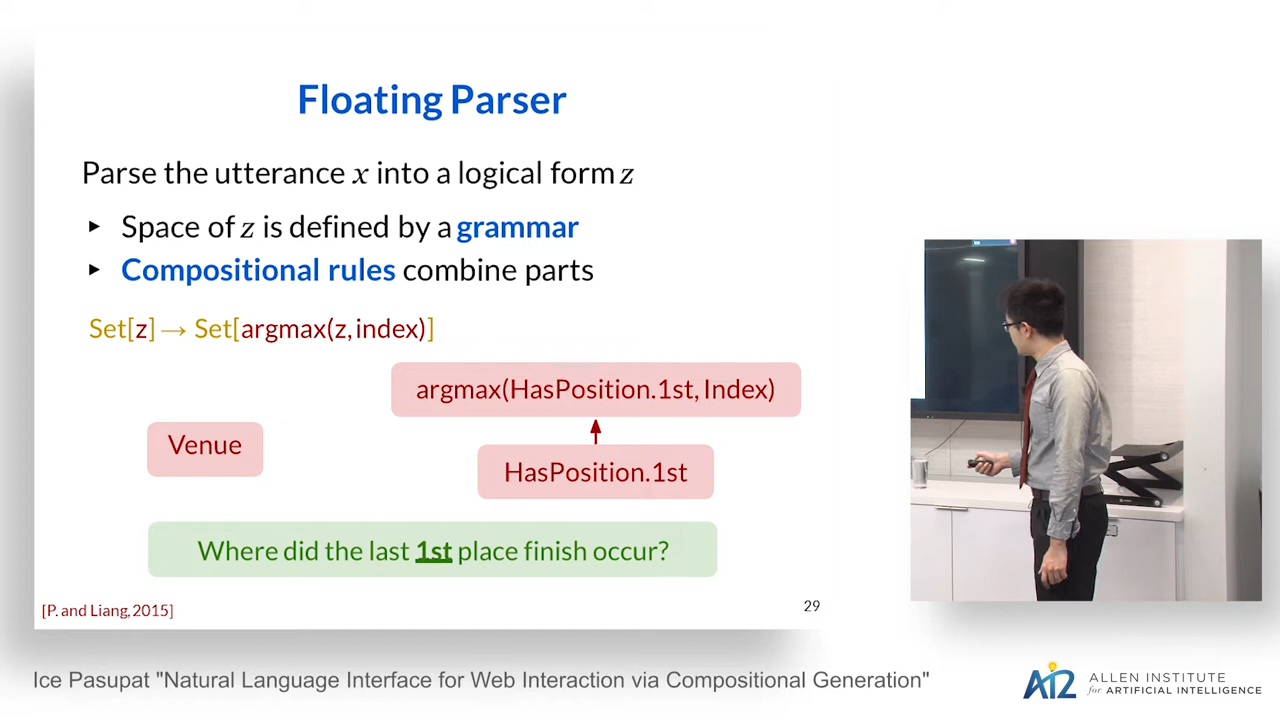 Floating Parser
Parse the utterance x into a logical form z
▸ Space of z is defined by a grammar
▸ Compositional rules combine parts
Set[z] → Set[argmax(z, index)]
argmax(HasPosition.1st, Index)
Venue
HasPosition.1st
Where did the last 1st place finish occur?
[P. and Liang, 2015]
29
Ice Pasupat "Natural Language Interface for Web Interaction via Compositional Generation"
AI2
ALLEN INSTITUTE
for ARTIFICIAL INTELLIGENCE